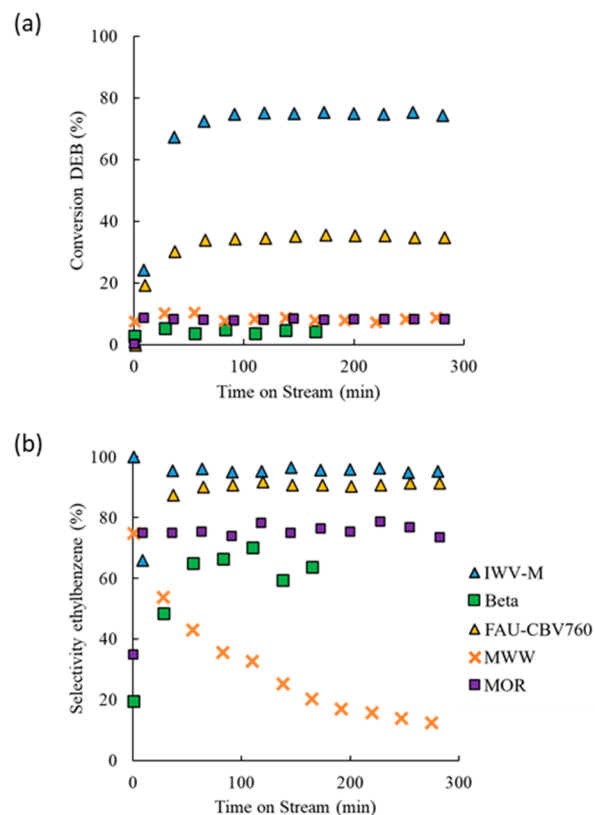 (a)
100
80
60
40
20
0
Conversion DEB (%)
0 100 200 300
Time on Stream (min)
(b)
100
80
60
40
20
0
Selectivity ethylbenzene (%)
0 100 200 300
Time on Stream (min)
IWV-M
Beta
FAU-CBV760
MWW
MOR